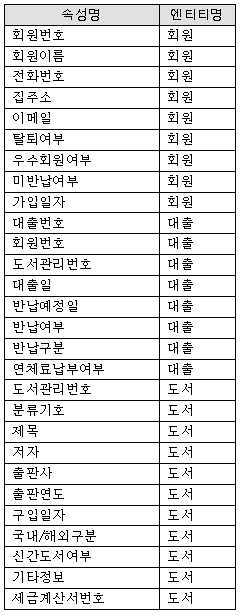 속성명 엔티티명
회원번호 회원
회원이름 회원
전화번호 회원
집주소 회원
이메일 회원
탈퇴여부 회원
우수회원여부 회원
미반납여부 회원
가입일자 회원
대출번호 대출
회원번호 대출
도서관리번호 대출
대출일 대출
반납예정일 대출
반납여부 대출
반납구분 대출
연체료납부여부 대출
도서관리번호 도서
분류기호 도서
제목 도서
저자 도서
출판사 도서
출판연도 도서
구입일자 도서
국내/해외구분 도서
신간도서여부 도서
기타정보 도서
세금계산서번호 도서